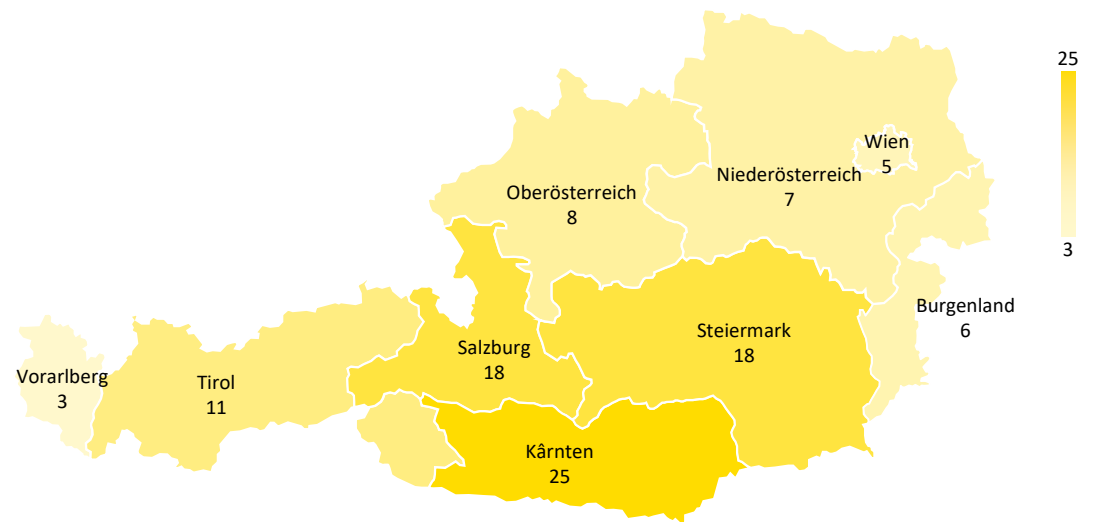 25
Wien
5
Niederösterreich
7
Oberösterreich
8
3
Burgenland
6
Steiermark
18
Salzburg
18
Vorarlberg
3
Tirol
11
Kârnten
25